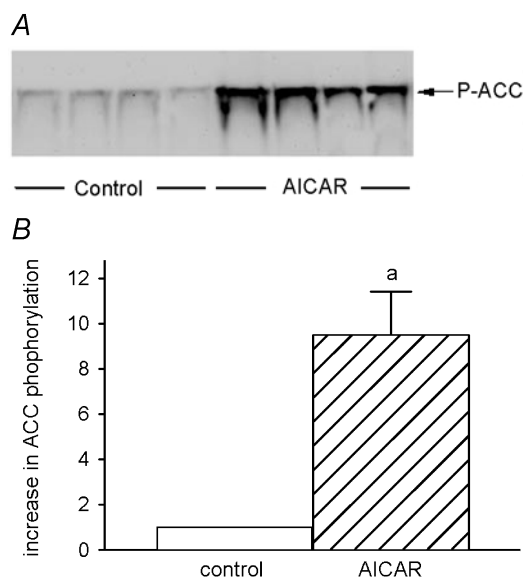 A
P-ACC
Control AICAR
B
increase in ACC phophorylation
12
10
8
6
4
2
0
a
control AICAR